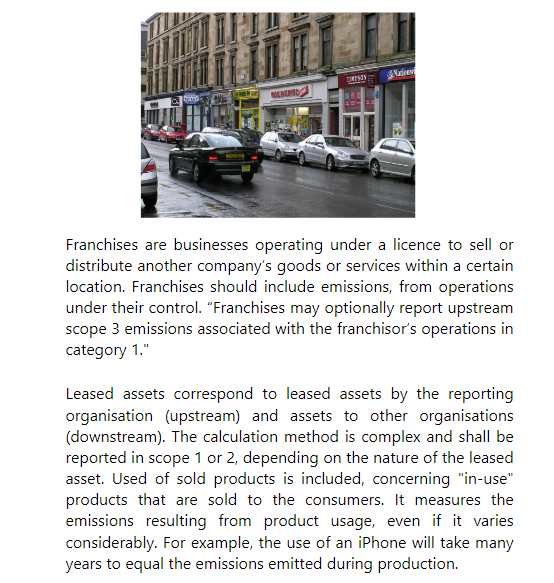 TIMPSON
Nationwi
Franchises are businesses operating under a licence to sell or
distribute another company's goods or services within a certain
location. Franchises should include emissions, from operations
under their control. "Franchises may optionally report upstream
scope 3 emissions associated with the franchisor's operations in
category 1."
Leased assets correspond to leased assets by the reporting
organisation (upstream) and assets to other organisations
(downstream). The calculation method is complex and shall be
reported in scope 1 or 2, depending on the nature of the leased
asset. Used of sold products is included, concerning "in-use"
products that are sold to the consumers. It measures the
emissions resulting from product usage, even if it varies
considerably. For example, the use of an iPhone will take many
years to equal the emissions emitted during production.